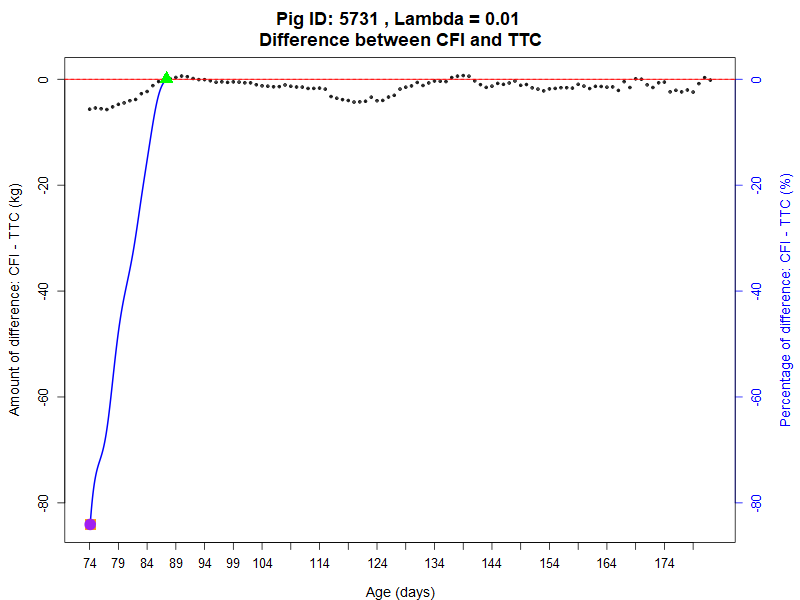 Pig ID: 5731 , Lambda = 0.01
Difference between CFI and TTC
Amount of difference: CFI - TTC (kg)
0
-20
-40
-60
-80
0
-20
-40
-60
-80
Percentage of difference: CFI - TTC (%)
74 79 84 89 94 99 104 114 124 134 144 154 164 174
Age (days)